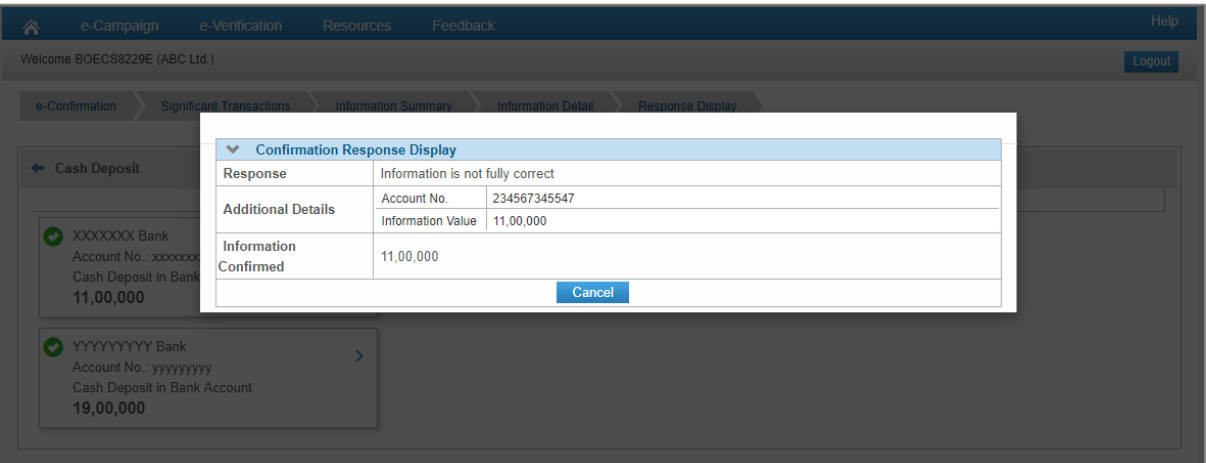 e-Campaign e-Verification Resources Feedback Help
Welcome BOECS8229E (ABC Ltd.) Logout
e-Confirmation Significant Transactions Information Summary Information Detail Response Display
Cash Deposit
Confirmation Response Display
Response Information is not fully correct
Additional Details Account No. 234567345547
Information Value 11,00,000
Information Confirmed 11,00,000
Cancel
XXXXXXX Bank
Account No.: xxxxxxx
Cash Deposit in Bank
11,00,000
YYYYYYYYY Bank
Account No.: yyyyyyyyy
Cash Deposit in Bank Account
19,00,000